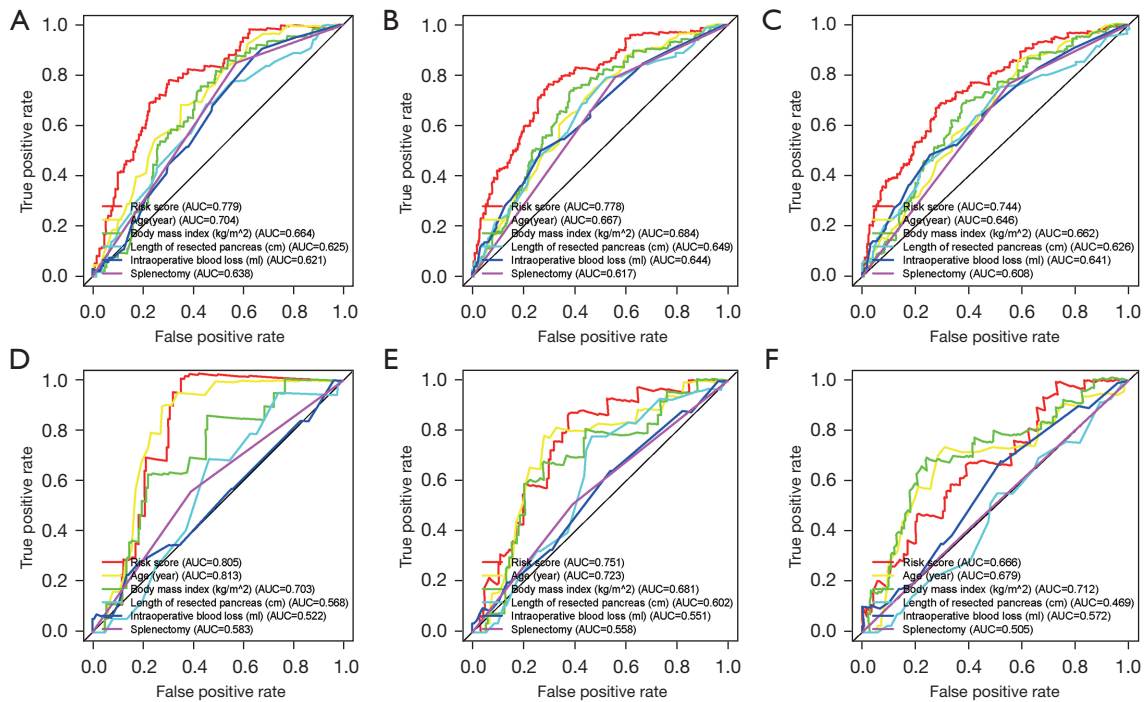 A
1.0
0.8
0.6
0.4
0.2
0.0
True positive rate
Risk score (AUC=0.779)
Age(year) (AUC=0.704)
Body mass index (kg/m^2) (AUC=0.664)
Length of resected pancreas (cm) (AUC=0.625)
Intraoperative blood loss (ml) (AUC=0.621)
Splenectomy (AUC=0.638)
0.0 0.2 0.4 0.6 0.8 1.0
False positive rate
B
1.0
0.8
0.6
0.4
0.2
0.0
True positive rate
Risk score (AUC=0.778)
Age(year) (AUC=0.667)
Body mass index (kg/m^2) (AUC=0.684)
Length of resected pancreas (cm) (AUC=0.649)
Intraoperative blood loss (ml) (AUC=0.644)
Splenectomy (AUC=0.617)
0.0 0.2 0.4 0.6 0.8 1.0
False positive rate
C
1.0
0.8
0.6
0.4
0.2
0.0
True positive rate
Risk score (AUC=0.744)
Age(year) (AUC=0.646)
Body mass index (kg/m^2) (AUC=0.662)
Length of resected pancreas (cm) (AUC=0.626)
Intraoperative blood loss (ml) (AUC=0.641)
Splenectomy (AUC=0.608)
0.0 0.2 0.4 0.6 0.8 1.0
False positive rate
D
1.0
0.8
0.6
0.4
0.2
0.0
True positive rate
Risk score (AUC=0.805)
Age (year) (AUC=0.813)
Body mass index (kg/m^2) (AUC=0.703)
Length of resected pancreas (cm) (AUC=0.568)
Intraoperative blood loss (ml) (AUC=0.522)
Splenectomy (AUC=0.583)
0.0 0.2 0.4 0.6 0.8 1.0
False positive rate
E
1.0
0.8
0.6
0.4
0.2
0.0
True positive rate
Risk score (AUC=0.751)
Age (year) (AUC=0.723)
Body mass index (kg/m^2) (AUC=0.681)
Length of resected pancreas (cm) (AUC=0.602)
Intraoperative blood loss (ml) (AUC=0.551)
Splenectomy (AUC=0.558)
0.0 0.2 0.4 0.6 0.8 1.0
False positive rate
F
1.0
0.8
0.6
0.4
0.2
0.0
True positive rate
Risk score (AUC=0.666)
Age (year) (AUC=0.679)
Body mass index (kg/m^2) (AUC=0.712)
Length of resected pancreas (cm) (AUC=0.469)
Intraoperative blood loss (ml) (AUC=0.572)
Splenectomy (AUC=0.505)
0.0 0.2 0.4 0.6 0.8 1.0
False positive rate